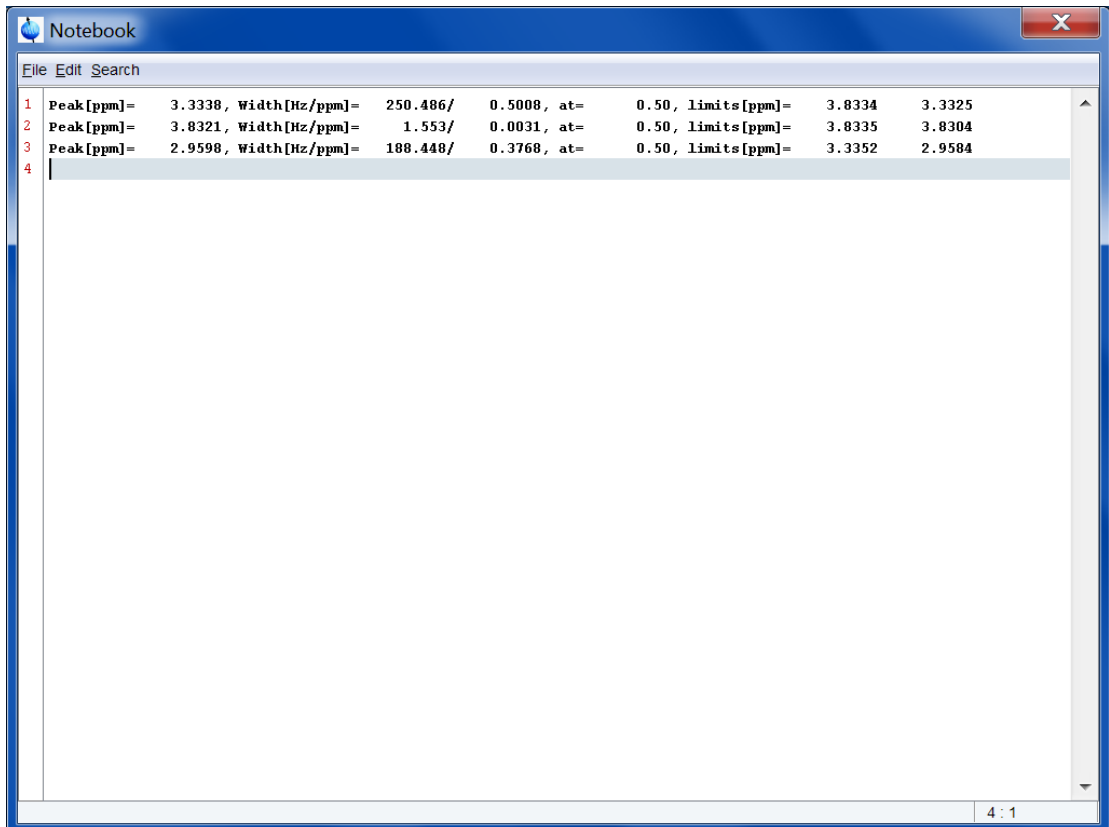 Notebook
X
File Edit Search
1 Peak[ppm]= 3.3338, Width[Hz/ppm]= 250.486/ 0.5008, at= 0.50, limits[ppm]= 3.8334 3.3325
2 Peak[ppm]= 3.8321, Width[Hz/ppm]= 1.553/ 0.0031, at= 0.50, limits[ppm]= 3.8335 3.8304
3 Peak[ppm]= 2.9598, Width[Hz/ppm]= 188.448/ 0.3768, at= 0.50, limits[ppm]= 3.3352 2.9584
4
4 : 1